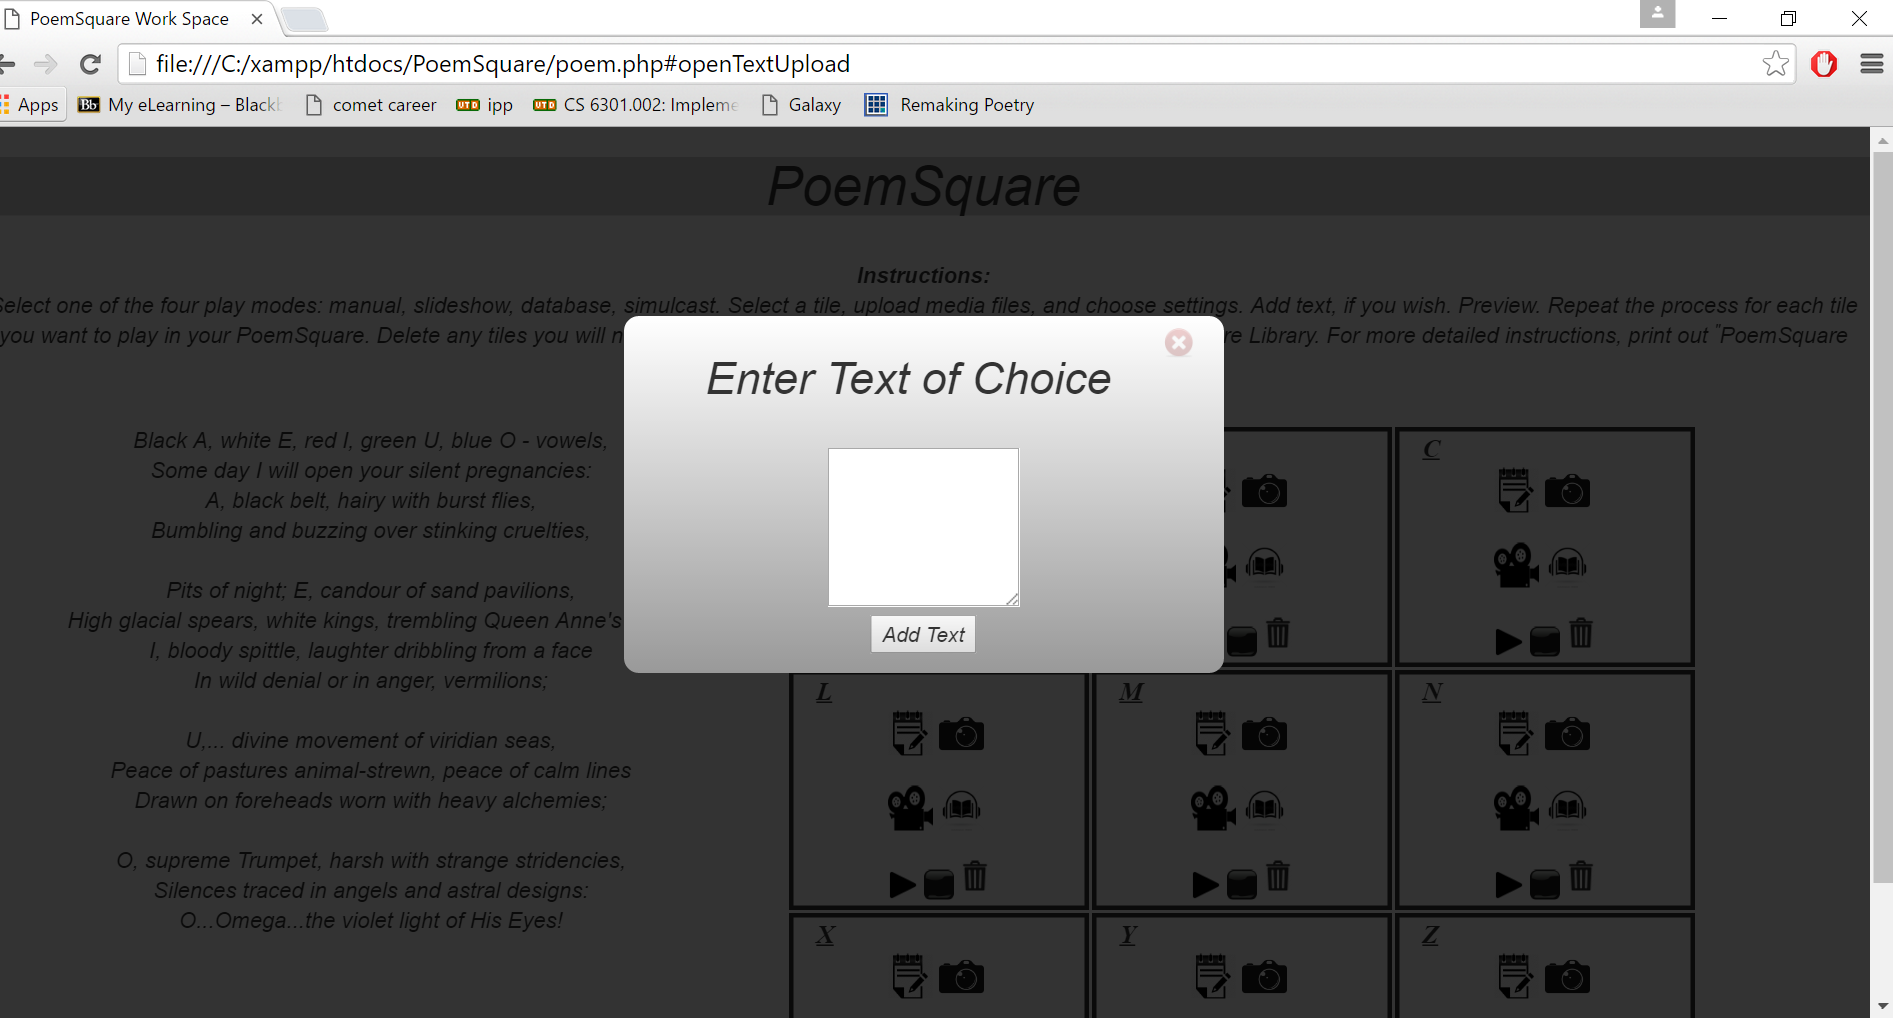 PoemSquare Work Space
file:///C:/xampp/htdocs/PoemSquare/poem.php#openTextUpload
Apps
Bb My eLearning – Black
comet career
UTD ipp
UTD CS 6301.002: Impleme
Galaxy
Remaking Poetry
PoemSquare
Instructions:
Select one of the four play modes: manual, slideshow, database, simulcast. Select a tile, upload media files, and choose settings. Add text, if you wish. Preview. Repeat the process for each tile
you want to play in your PoemSquare. Delete any tiles you will
Library. For more detailed instructions, print out "PoemSquare
Enter Text of Choice
Add Text
Black A, white E, red I, green U, blue O - vowels,
Some day I will open your silent pregnancies:
A, black belt, hairy with burst flies,
Bumbling and buzzing over stinking cruelties,
Pits of night; E, candour of sand pavilions,
High glacial spears, white kings, trembling Queen Anne's
I, bloody spittle, laughter dribbling from a face
In wild denial or in anger, vermilions;
U,... divine movement of viridian seas,
Peace of pastures animal-strewn, peace of calm lines
Drawn on foreheads worn with heavy alchemies;
O, supreme Trumpet, harsh with strange stridencies,
Silences traced in angels and astral designs:
O...Omega...the violet light of His Eyes!
C
L
M
N
X
Y
Z